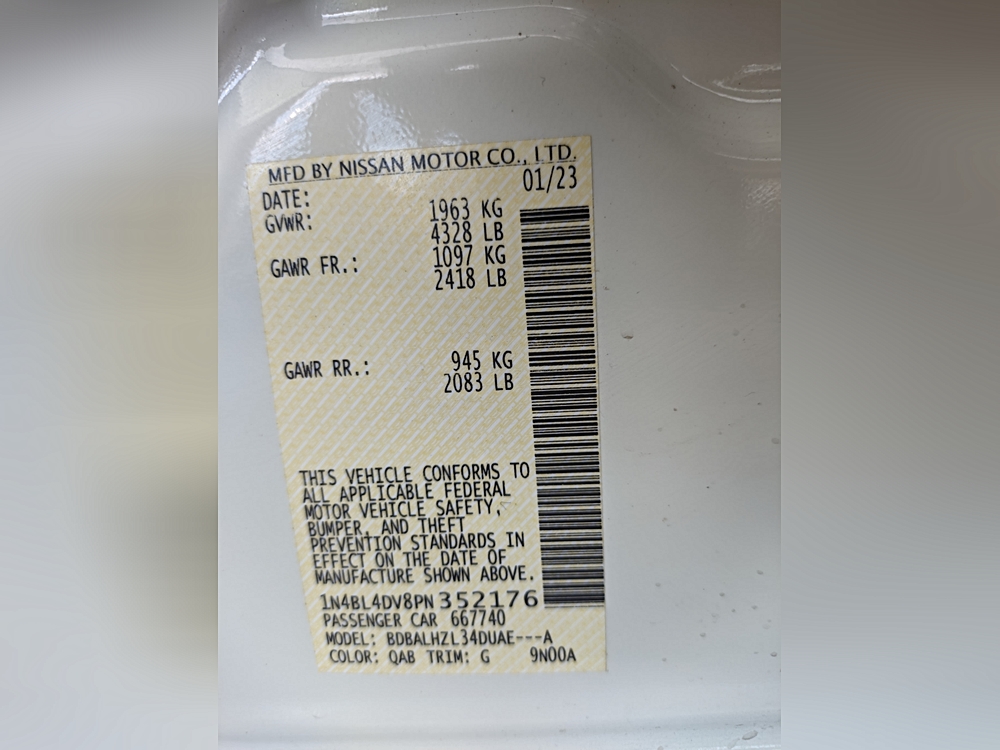 MFD BY NISSAN MOTOR CO., LTD.
DATE: 01/23
GVWR: 1963 KG
4328 LB
GAWR FR.: 1097 KG
2418 LB
GAWR RR.: 945 KG
2083 LB
THIS VEHICLE CONFORMS TO
ALL APPLICABLE FEDERAL
MOTOR VEHICLE SAFETY,
BUMPER, AND THEFT
PREVENTION STANDARDS IN
EFFECT ON THE DATE OF
MANUFACTURE SHOWN ABOVE.
1N4BL4DV8PN352176
PASSENGER CAR 667740
MODEL: BDBALHZL34DUAE---A
COLOR: QAB TRIM: G 9N00A